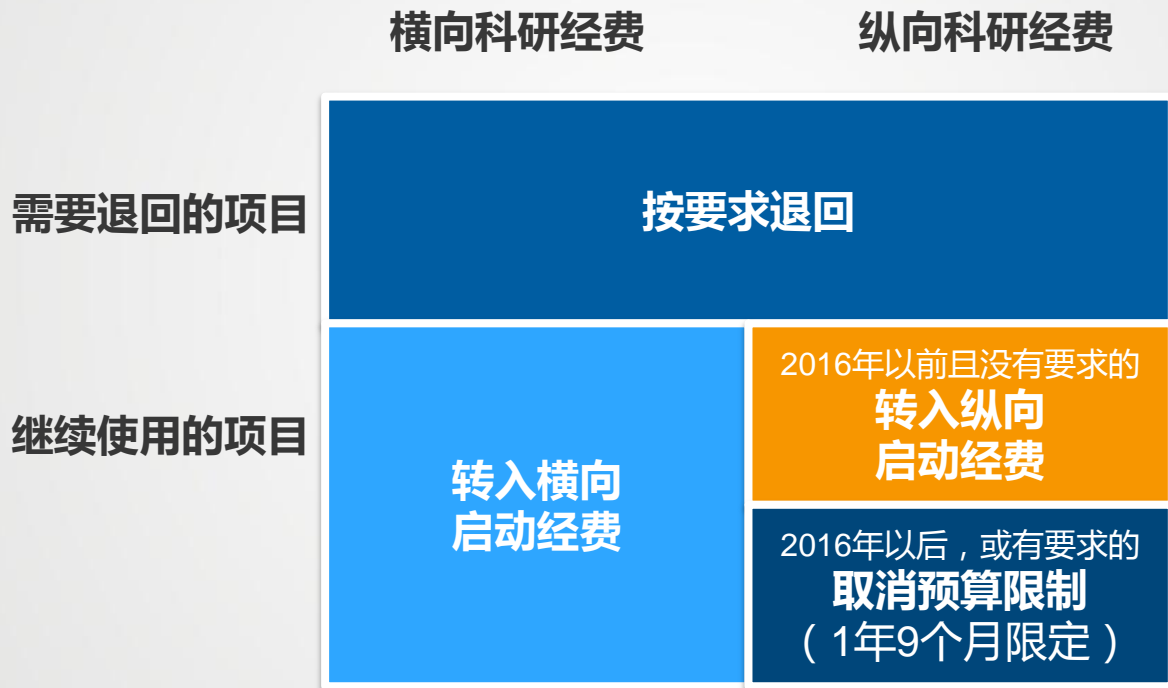 横向科研经费
纵向科研经费
需要退回的项目
按要求退回
继续使用的项目
转入横向
启动经费
2016年以前且没有要求的
转入纵向
启动经费
2016年以后，或有要求的
取消预算限制
（1年9个月限定）